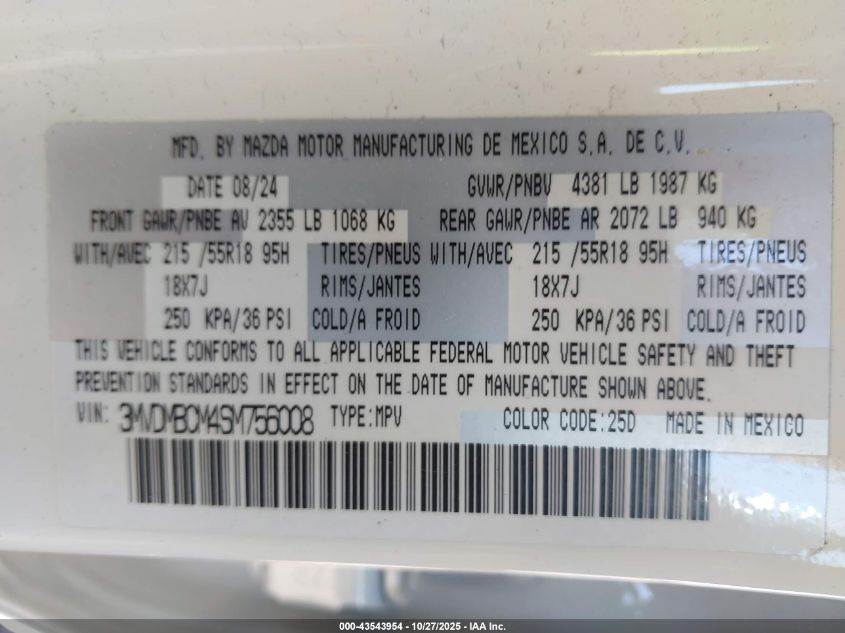 MFD. BY MAZDA MOTOR MANUFACTURING DE MEXICO S.A. DE C.V.
DATE 08/24 GVWR/PNBV 4381 LB 1987 KG
FRONT GAWR/PNBE AV 2355 LB 1068 KG REAR GAWR/PNBE AR 2072 LB 940 KG
WITH/AVEC 215 /55R18 95H TIRES/PNEUS WITH/AVEC 215 /55R18 95H TIRES/PNEUS
18X7J RIMS/JANTES 18X7J RIMS/JANTES
250 KPA/36 PSI COLD/A FROID 250 KPA/36 PSI COLD/A FROID
THIS VEHICLE CONFORMS TO ALL APPLICABLE FEDERAL MOTOR VEHICLE SAFETY AND THEFT
PREVENTION STANDARDS IN EFFECT ON THE DATE OF MANUFACTURE SHOWN ABOVE.
VIN: 3MVDMBCM4SM756008 TYPE:MPV COLOR CODE:25D MADE IN MEXICO
000-43543954 | 10/27/2025 - IAA Inc.